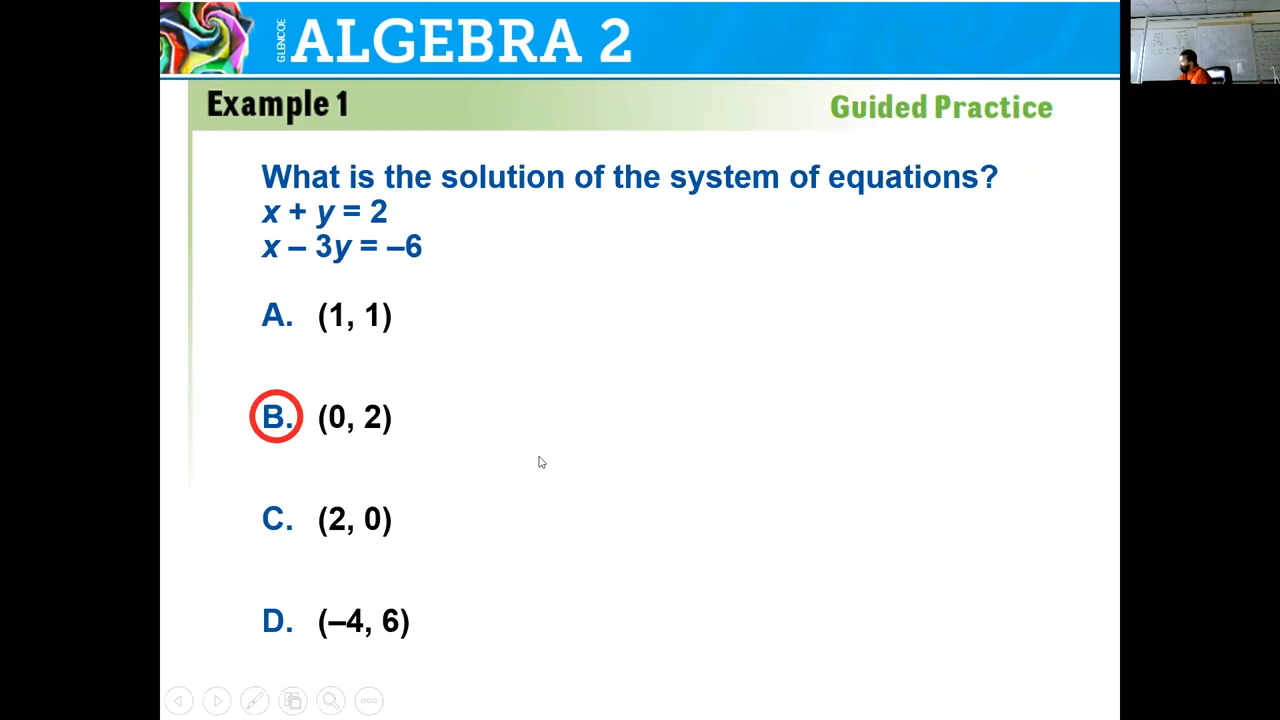 GLENCOE ALGEBRA 2
Example 1
Guided Practice
What is the solution of the system of equations?
x + y = 2
x – 3y = –6
A. (1, 1)
B. (0, 2)
C. (2, 0)
D. (–4, 6)